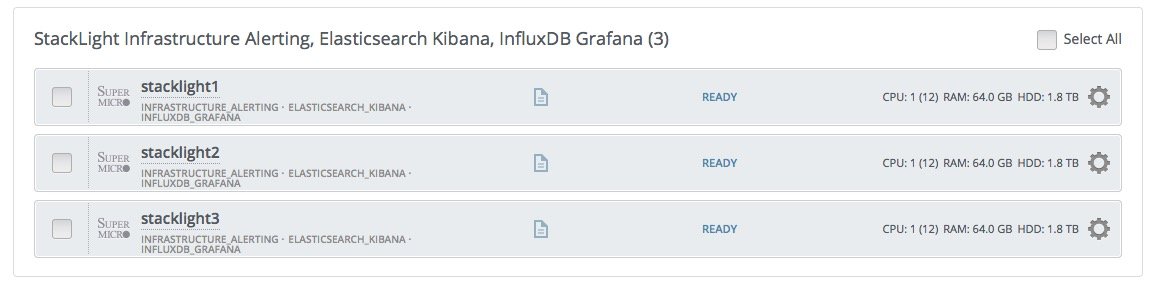 StackLight Infrastructure Alerting, Elasticsearch Kibana, InfluxDB Grafana (3)
Select All
SUPER
MICRO
stacklight1
INFRASTRUCTURE_ALERTING · ELASTICSEARCH_KIBANA ·
INFLUXDB_GRAFANA
READY
CPU: 1 (12) RAM: 64.0 GB HDD: 1.8 TB
SUPER
MICRO
stacklight2
INFRASTRUCTURE_ALERTING · ELASTICSEARCH_KIBANA ·
INFLUXDB_GRAFANA
READY
CPU: 1 (12) RAM: 64.0 GB HDD: 1.8 TB
SUPER
MICRO
stacklight3
INFRASTRUCTURE_ALERTING · ELASTICSEARCH_KIBANA ·
INFLUXDB_GRAFANA
READY
CPU: 1 (12) RAM: 64.0 GB HDD: 1.8 TB